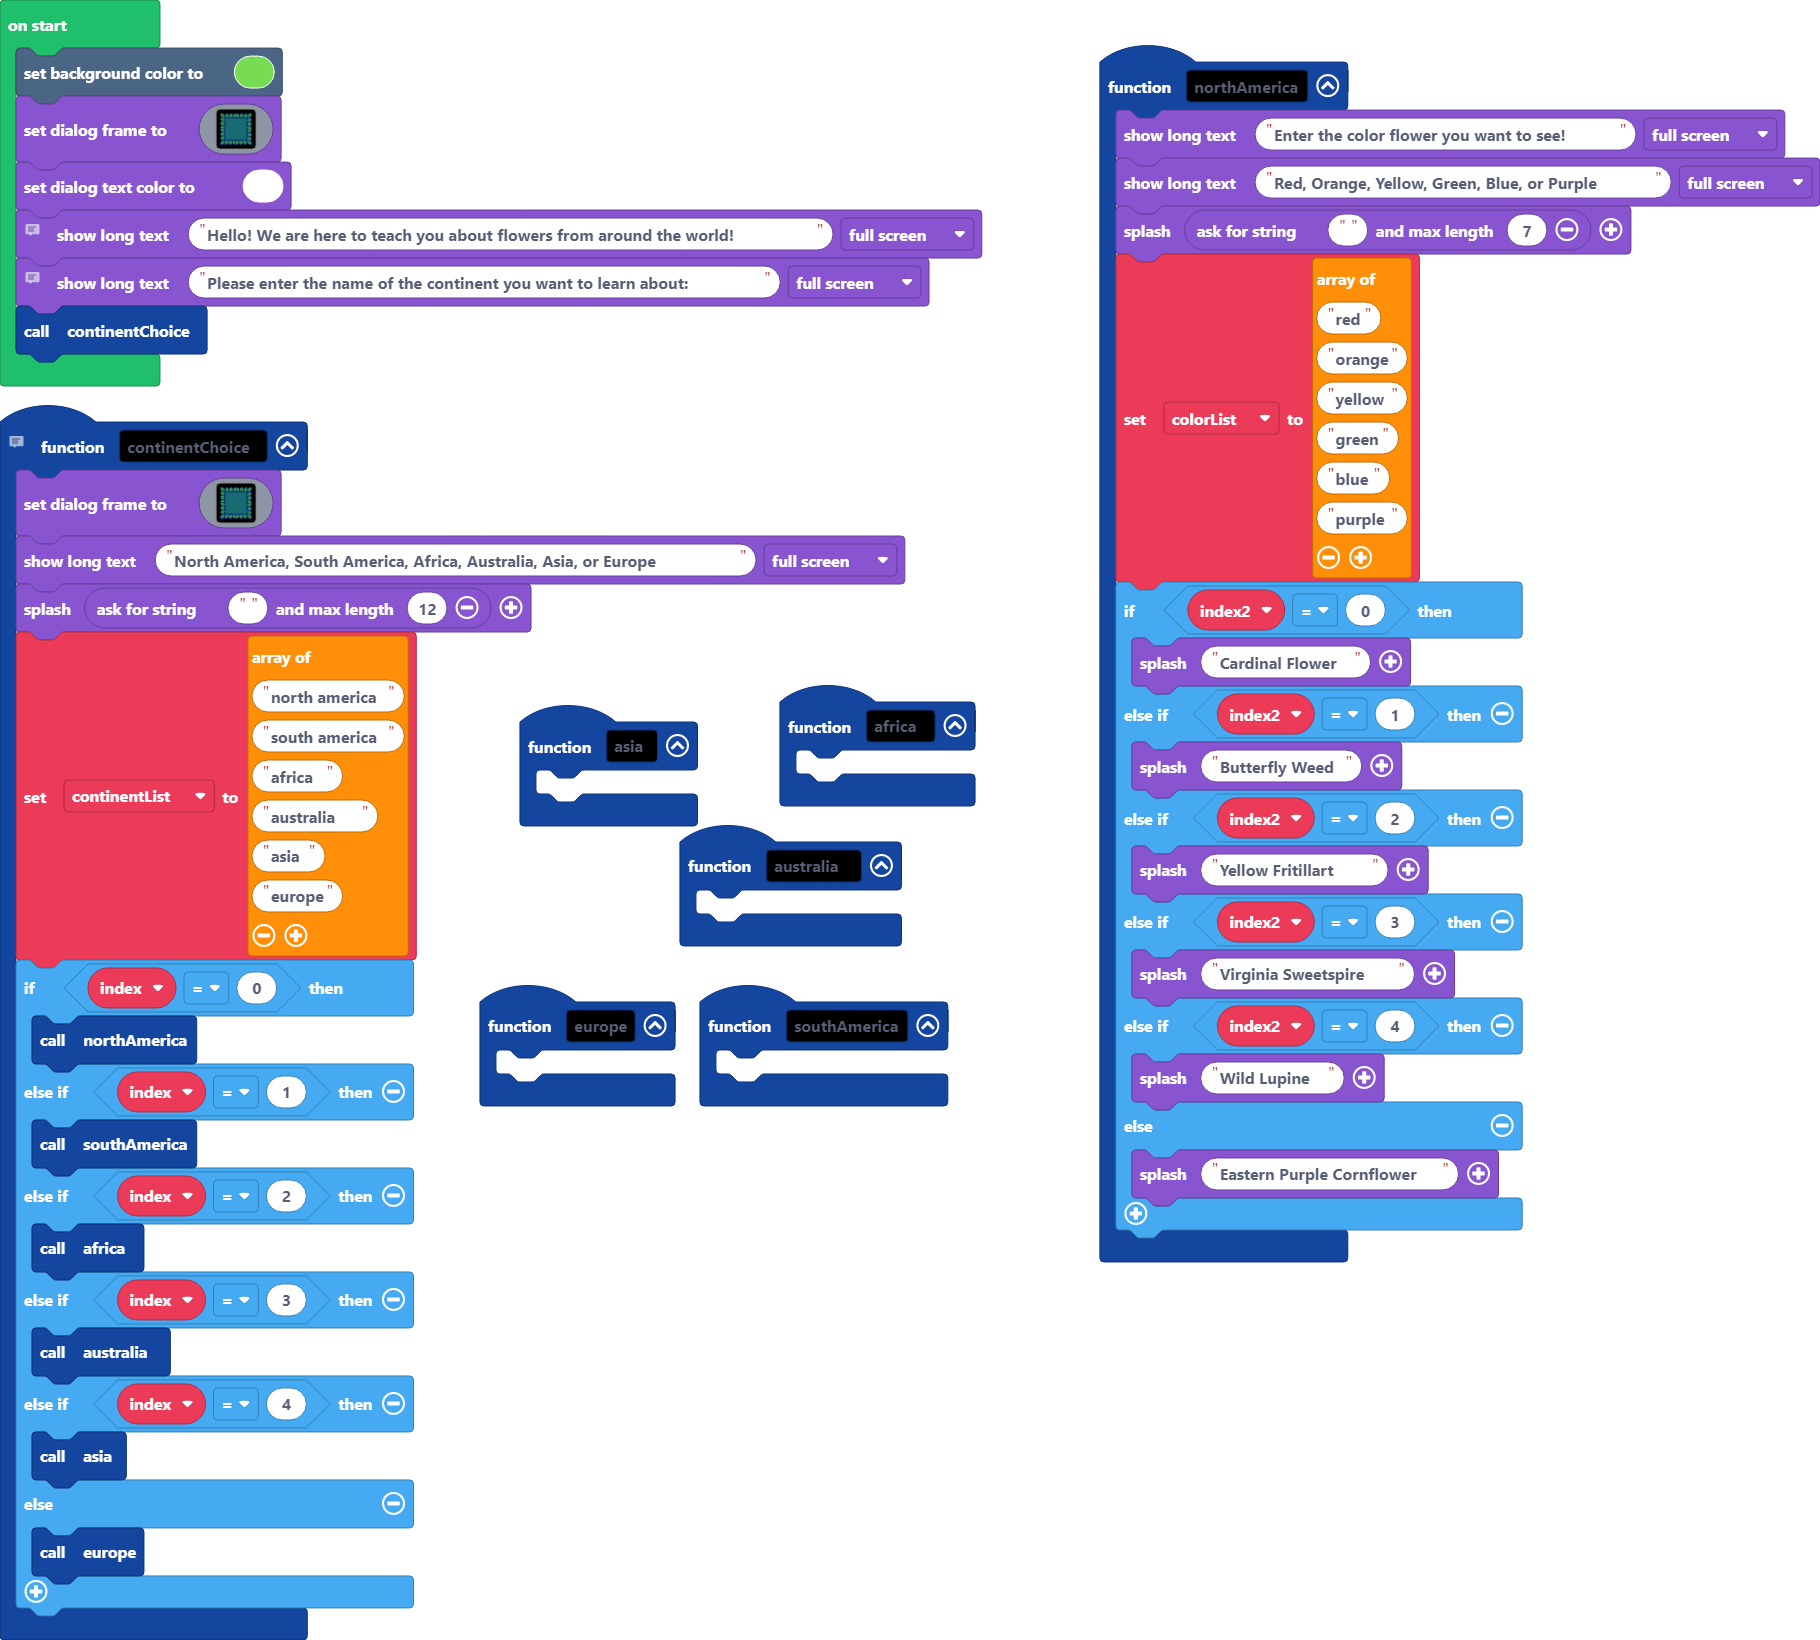 on start
set background color to
set dialog frame to
set dialog text color to
show long text "Hello! We are here to teach you about flowers from around the world!" full screen
show long text "Please enter the name of the continent you want to learn about: " full screen
call continentChoice
function continentChoice
set dialog frame to
show long text "North America, South America, Africa, Australia, Asia, or Europe" full screen
splash ask for string " " and max length 12
set continentList to array of
"north america"
"south america"
"africa"
"australia"
"asia"
"europe"
if index = 0 then
call northAmerica
else if index = 1 then
call southAmerica
else if index = 2 then
call africa
else if index = 3 then
call australia
else if index = 4 then
call asia
else
call europe
function asia
function africa
function australia
function europe
function southAmerica
function northAmerica
show long text "Enter the color flower you want to see!" full screen
show long text "Red, Orange, Yellow, Green, Blue, or Purple" full screen
splash ask for string " " and max length 7
set colorList to array of
"red"
"orange"
"yellow"
"green"
"blue"
"purple"
if index2 = 0 then
splash "Cardinal Flower"
else if index2 = 1 then
splash "Butterfly Weed"
else if index2 = 2 then
splash "Yellow Fritillart"
else if index2 = 3 then
splash "Virginia Sweetspire"
else if index2 = 4 then
splash "Wild Lupine"
else
splash "Eastern Purple Cornflower"